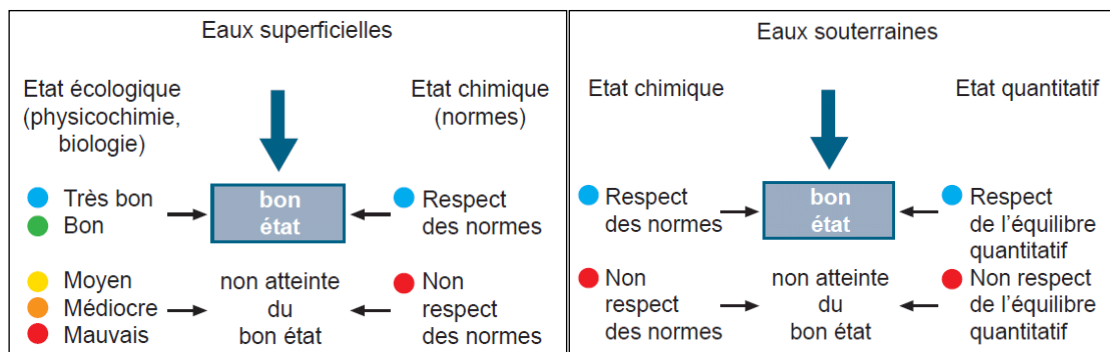 Eaux superficielles
Etat écologique
(physicochimie,
biologie)
Etat chimique
(normes)
Très bon
Bon
bon
état
Respect
des normes
Moyen
Médiocre
Mauvais
non atteinte
du
bon état
Non
respect
des normes
Eaux souterraines
Etat chimique
Etat quantitatif
Respect
des normes
bon
état
Respect
de l'équilibre
quantitatif
Non
respect
des normes
non atteinte
du
bon état
Non respect
de l'équilibre
quantitatif